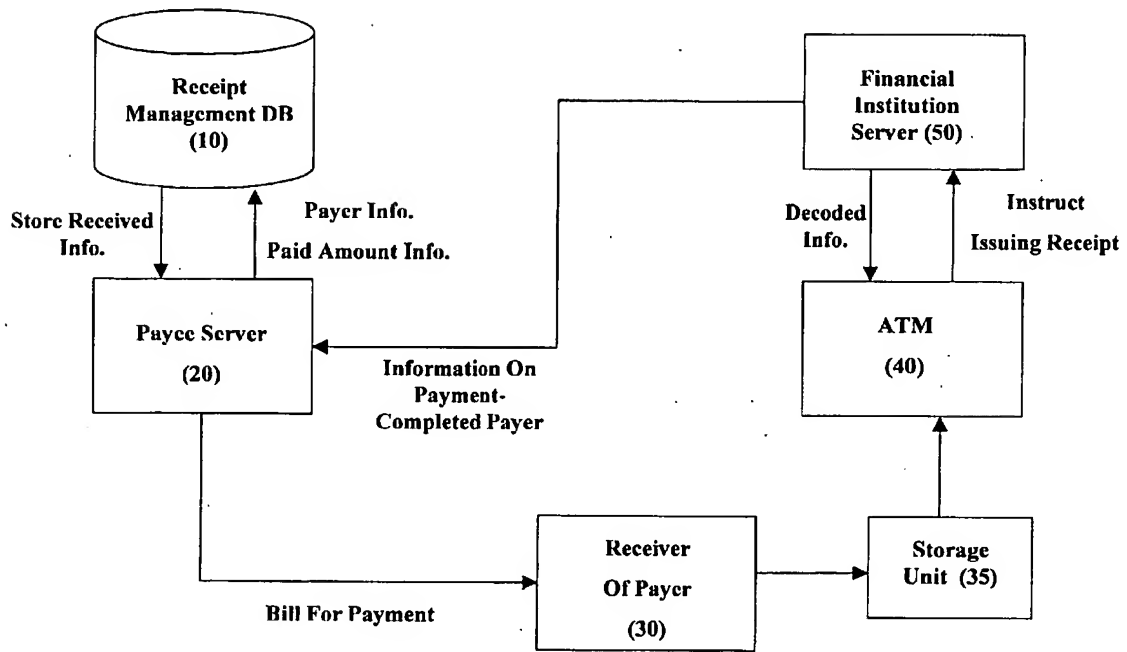 Receipt
Management DB
(10)
Financial
Institution
Server (50)
Store Received
Info.
Payer Info.
Paid Amount Info.
Decoded
Info.
Instruct
Issuing Receipt
Payee Server
(20)
ATM
(40)
Information On
Payment-
Completed Payer
Receiver
Of Payer
(30)
Storage
Unit (35)
Bill For Payment